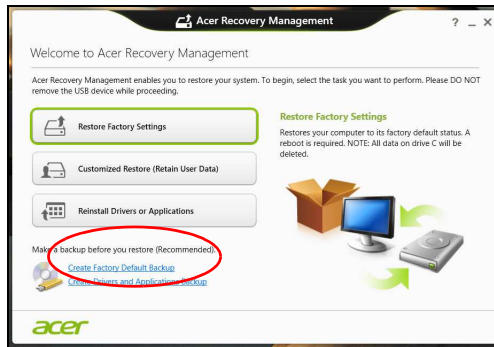 Acer Recovery Management
? _ X
Welcome to Acer Recovery Management
Acer Recovery Management enables you to restore your system. To begin, select the task you want to perform. Please DO NOT
remove the USB device while proceeding.
Restore Factory Settings
Customized Restore (Retain User Data)
Reinstall Drivers or Applications
Restore Factory Settings
Restores your computer to its factory default status. A
reboot is required. NOTE: All data on drive C will be
deleted.
Make a backup before you restore (Recommended).
Create Factory Default Backup
Create Drivers and Applications Backup
acer